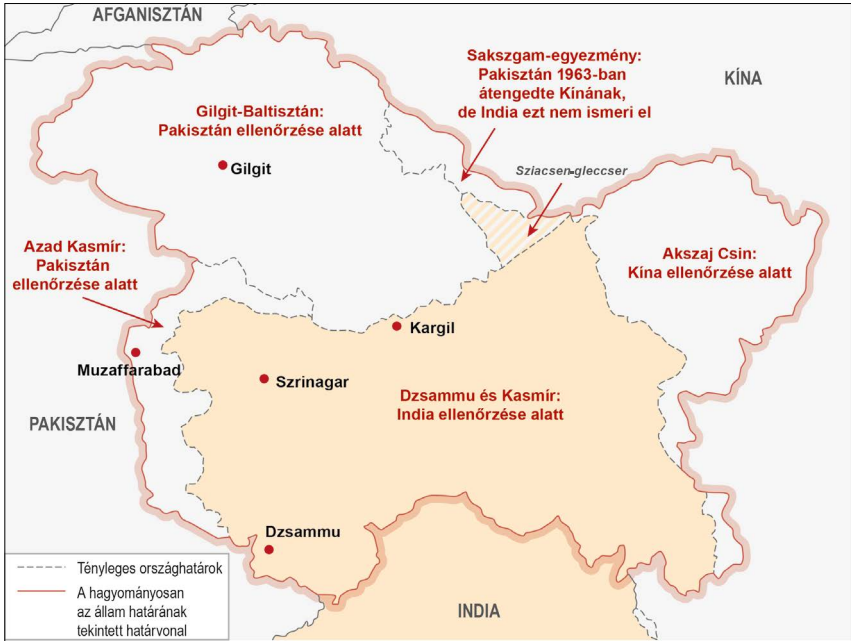 AFGANISZTÁN
Sakszgam-egyezmény:
Pakisztán 1963-ban
átengedte Kínának,
de India ezt nem ismeri el
KÍNA
Gilgit-Baltisztán:
Pakisztán ellenőrzése alatt
Gilgit
Sziacsen-gleccser
Azad Kasmír:
Pakisztán
ellenőrzése alatt
Akszaj Csin:
Kína ellenőrzése alatt
Kargil
Muzaffarabad
Szrinagar
Dzsammu és Kasmír:
India ellenőrzése alatt
PAKISZTÁN
Dzsammu
INDIA
Tényleges országhatárok
A hagyományosan
az állam határának
tekintett határvonal